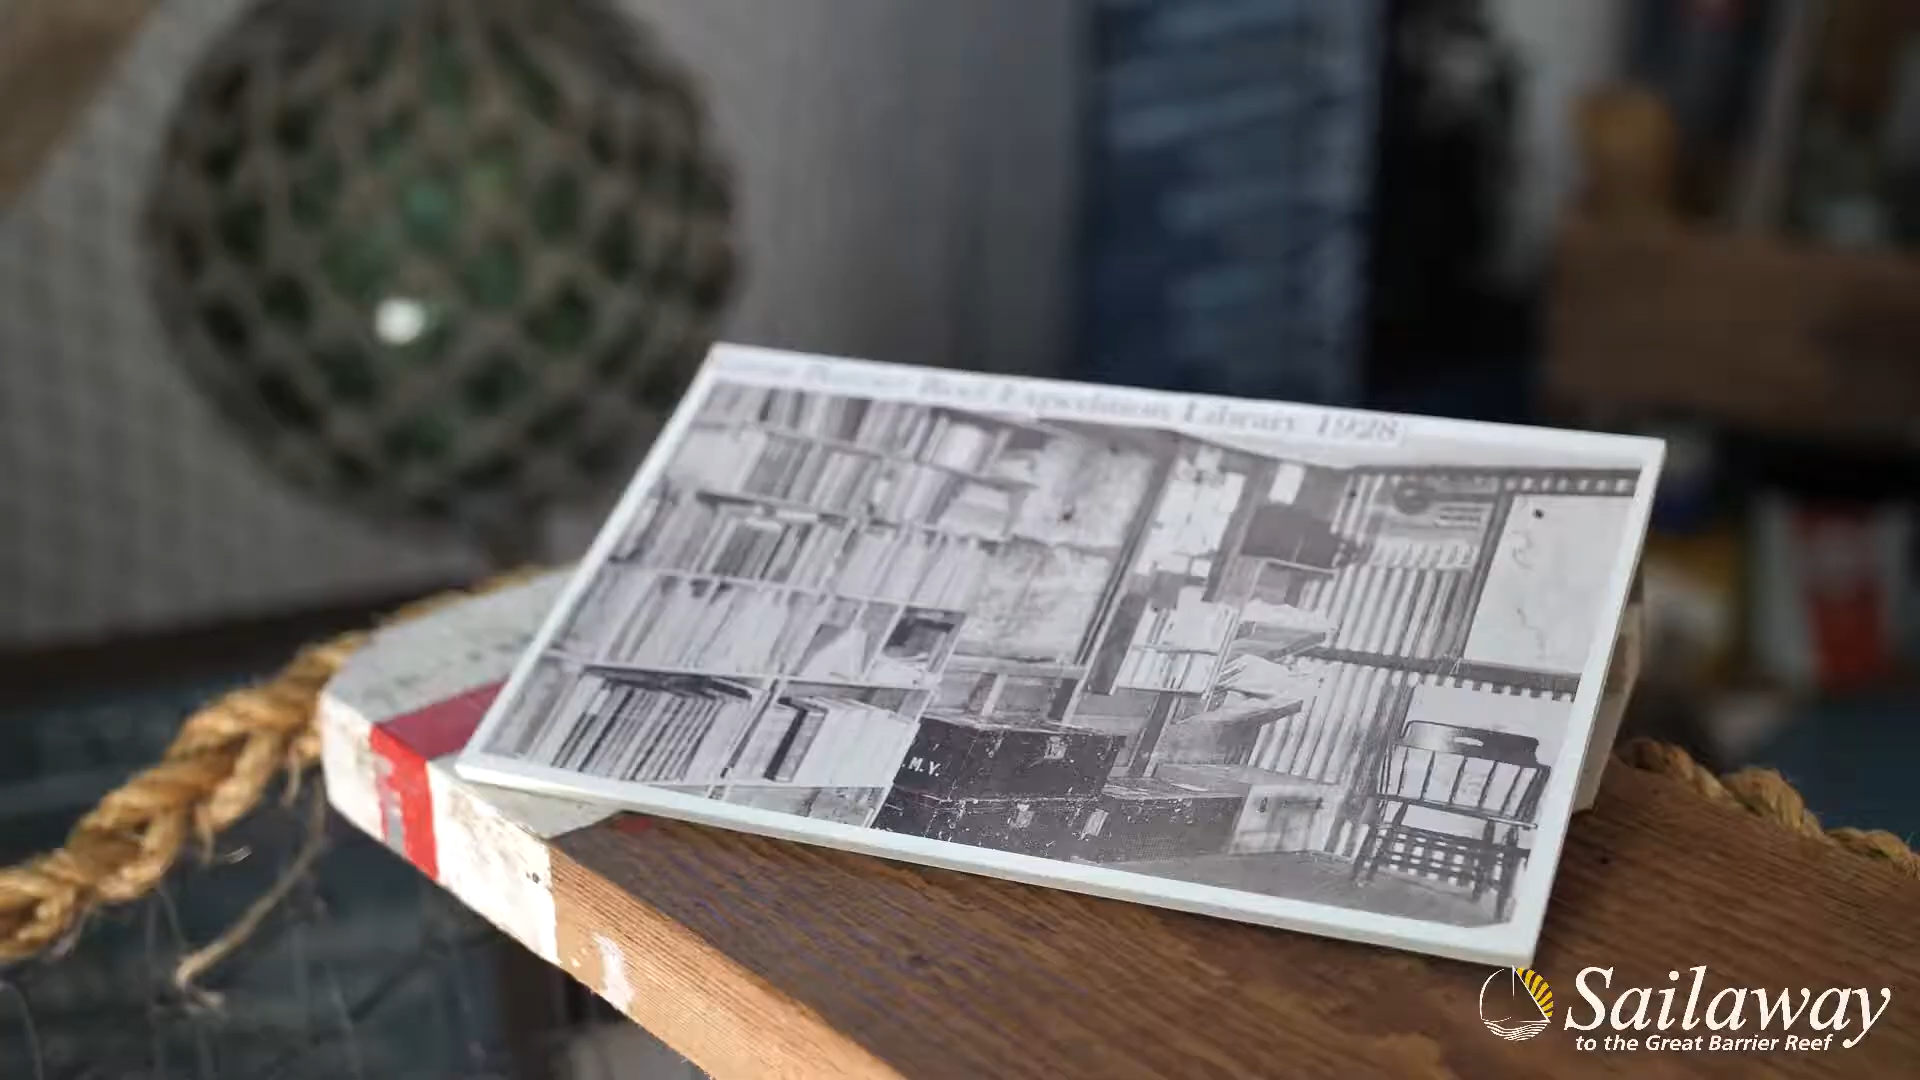 Barrier Reef Expedition Library 1928
.M.Y.
Sailaway
to the Great Barrier Reef